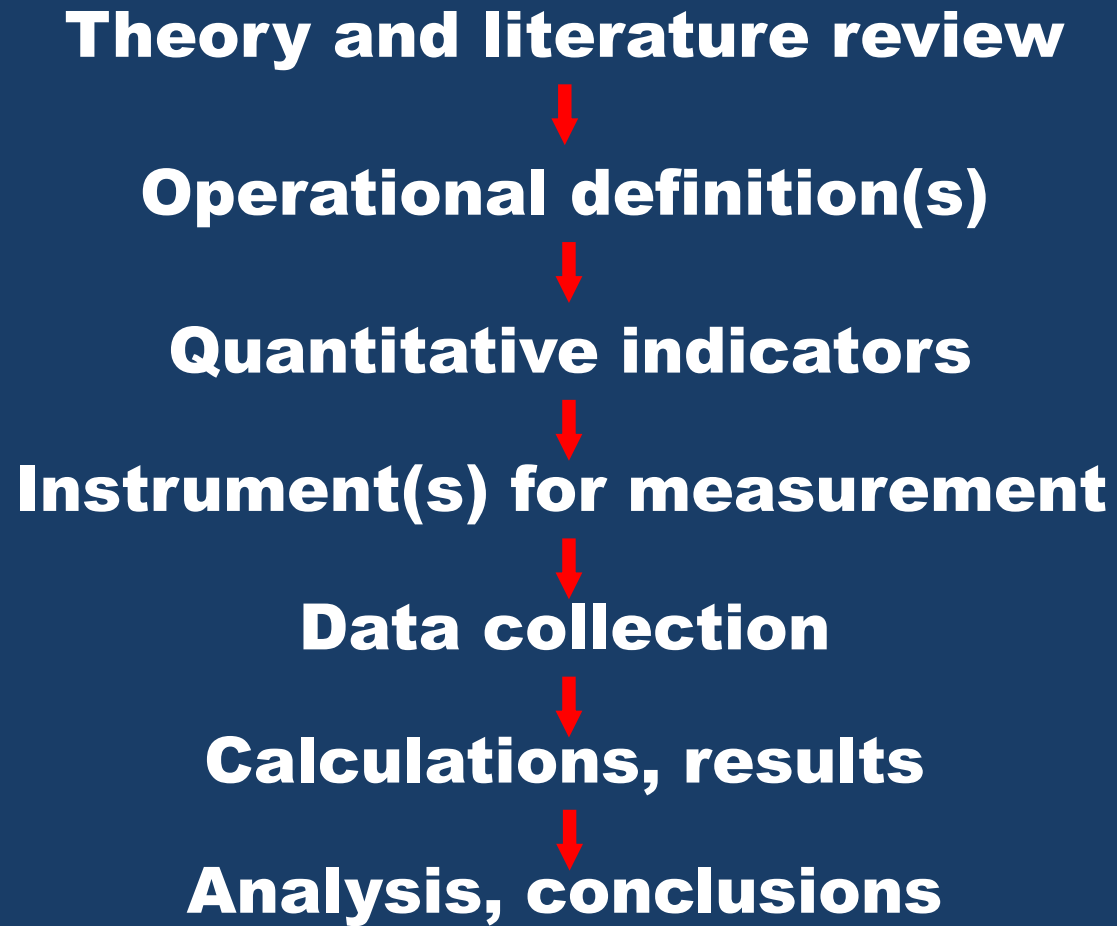 Theory and literature review
Operational definition(s)
Quantitative indicators
Instrument(s) for measurement
Data collection
Calculations, results
Analysis, conclusions